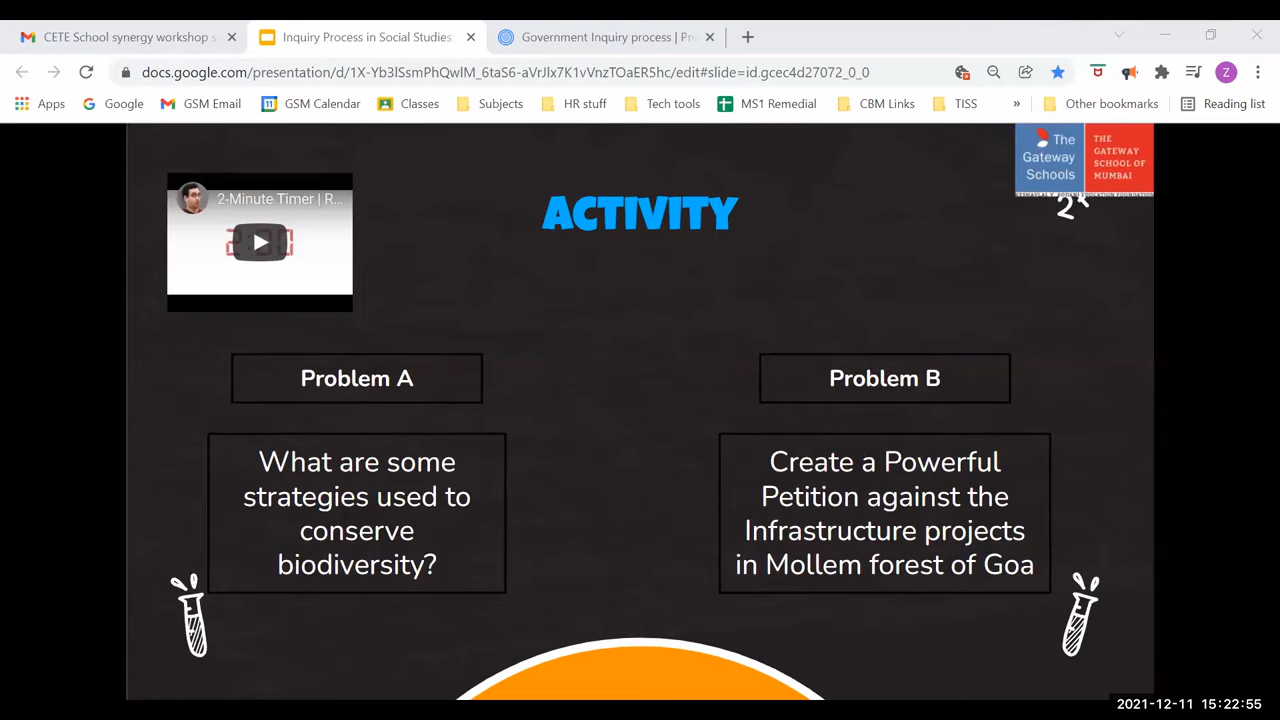 CETE School synergy workshop s
Inquiry Process in Social Studies:
Government Inquiry process | Pre
docs.google.com/presentation/d/1X-Yb3lSsmPhQwlM_6taS6-aVrJlx7K1vVnzTOaER5hc/edit#slide=id.gcec4d27072_0_0
Z
Apps Google GSM Email GSM Calendar Classes Subjects HR stuff Tech tools MS1 Remedial CBM Links TISS » Other bookmarks Reading list
The
Gateway
Schools
THE
GATEWAY
SCHOOL OF
MUMBAI
2-Minute Timer | R...
2:00
ACTIVITY
Problem A
Problem B
What are some
strategies used to
conserve
biodiversity?
Create a Powerful
Petition against the
Infrastructure projects
in Mollem forest of Goa
2021-12-11 15:22:55